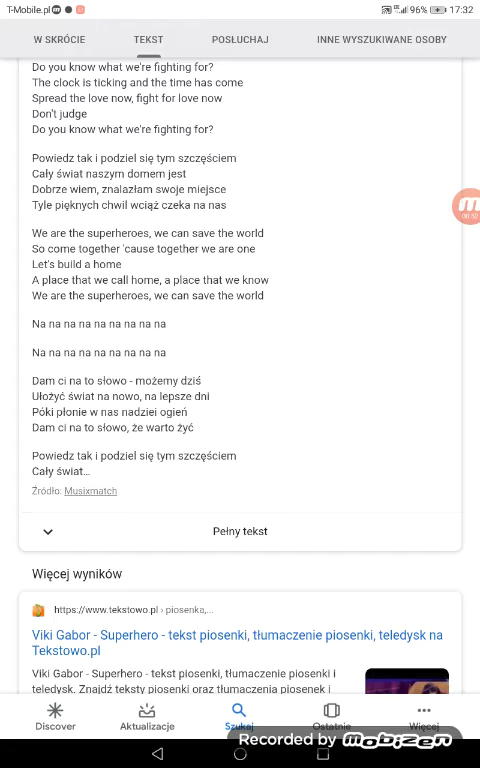 T-Mobile.pl
96% 17:32
W SKRÓCIE TEKST POSŁUCHAJ INNE WYSZUKIWANE OSOBY
Do you know what we're fighting for?
The clock is ticking and the time has come
Spread the love now, fight for love now
Don't judge
Do you know what we're fighting for?
Powiedz tak i podziel się tym szczęściem
Cały świat naszym domem jest
Dobrze wiem, znalazłam swoje miejsce
Tyle pięknych chwil wciąż czeka na nas
We are the superheroes, we can save the world
So come together 'cause together we are one
Let's build a home
A place that we call home, a place that we know
We are the superheroes, we can save the world
Na na na na na na na na na
Na na na na na na na na na
Dam ci na to słowo - możemy dziś
Ułożyć świat na nowo, na lepsze dni
Póki płonie w nas nadziei ogień
Dam ci na to słowo, że warto żyć
Powiedz tak i podziel się tym szczęściem
Cały świat...
Źródło: Musixmatch
Pełny tekst
Więcej wyników
https://www.tekstowo.pl › piosenka,...
Viki Gabor - Superhero - tekst piosenki, tłumaczenie piosenki, teledysk na
Tekstowo.pl
Viki Gabor - Superhero - tekst piosenki, tłumaczenie piosenki i
teledysk. Znajdź teksty piosenki oraz tłumaczenia piosenek i
Discover Aktualizacje Szukaj Ostatnie Więcej
Recorded by MOBIZEN